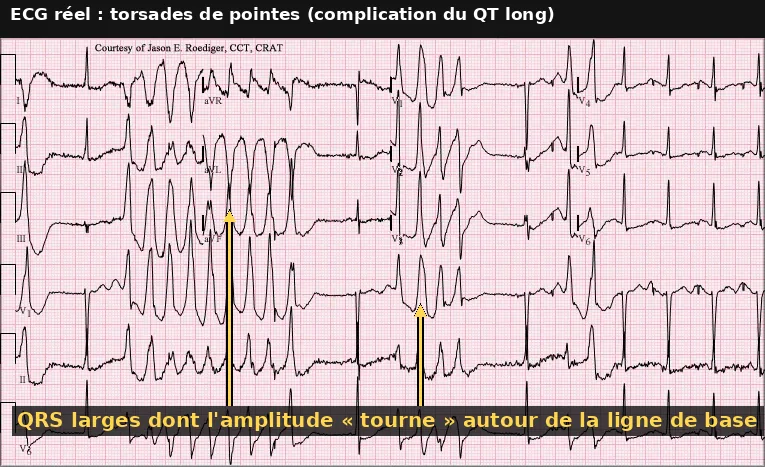 ECG réel : torsades de pointes (complication du QT long)
Courtesy of Jason E. Roediger, CCT, CRAT
I aVR V1 V4
II aVL V2 V5
III aVF V3 V6
V1
II
QRS larges dont l'amplitude « tourne » autour de la ligne de base
V5